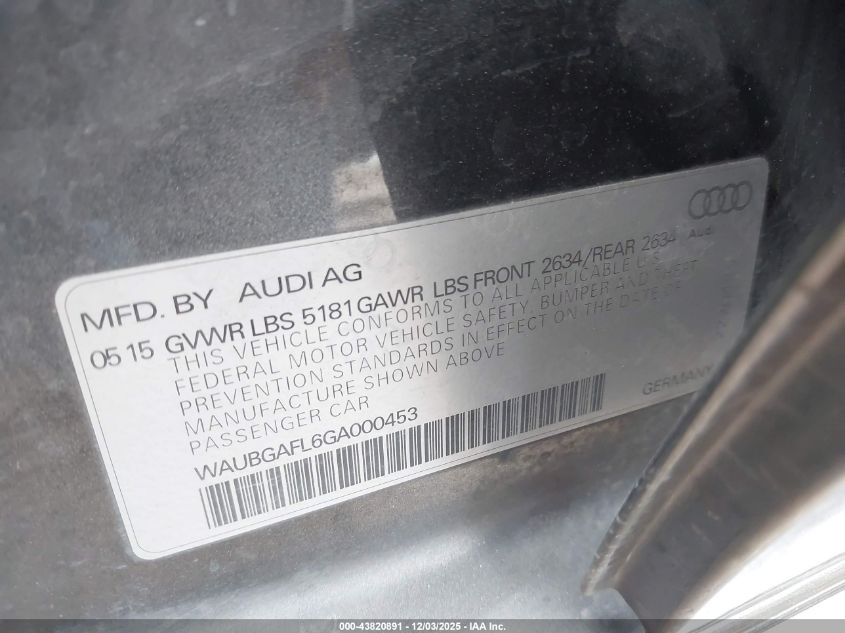 MFD. BY AUDI AG
Audi
05 15 GVWR LBS 5181 GAWR LBS FRONT 2634/REAR 2634
THIS VEHICLE CONFORMS TO ALL APPLICABLE U.S.
FEDERAL MOTOR VEHICLE SAFETY, BUMPER AND THEFT
PREVENTION STANDARDS IN EFFECT ON THE DATE OF
MANUFACTURE SHOWN ABOVE
PASSENGER CAR
GERMANY
WAUBGAFL6GA000453
000-43820891 - 12/03/2025 - IAA Inc.